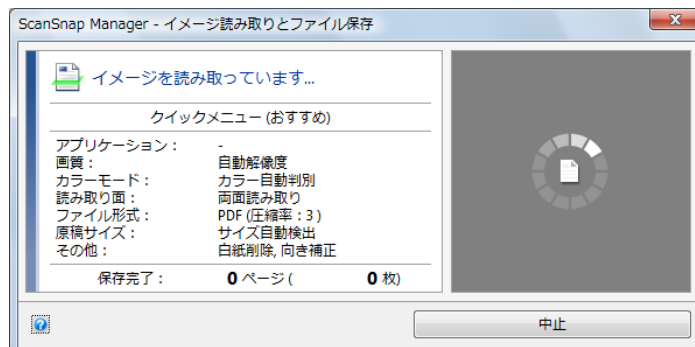 ScanSnap Manager - イメージ読み取りとファイル保存
イメージを読み取っています...
クイックメニュー (おすすめ)
アプリケーション： -
画質： 自動解像度
カラーモード： カラー自動判別
読み取り面： 両面読み取り
ファイル形式： PDF (圧縮率：3)
原稿サイズ： サイズ自動検出
その他： 白紙削除, 向き補正
保存完了： 0 ページ ( 0 枚)
中止